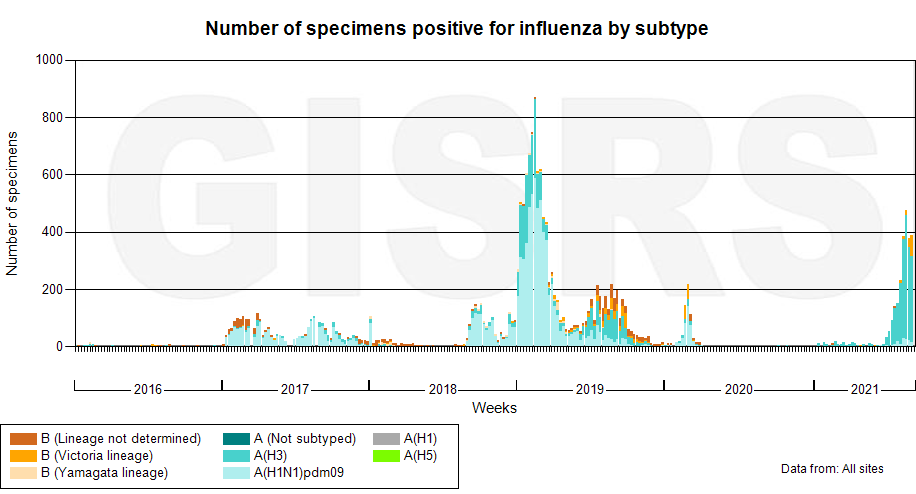 Number of specimens positive for influenza by subtype
Number of specimens
1000
800
600
400
200
0
GISRS
2016 2017 2018 2019 2020 2021
Weeks
B (Lineage not determined) A (Not subtyped) A(H1)
B (Victoria lineage) A(H3) A(H5)
B (Yamagata lineage) A(H1N1)pdm09
Data from: All sites